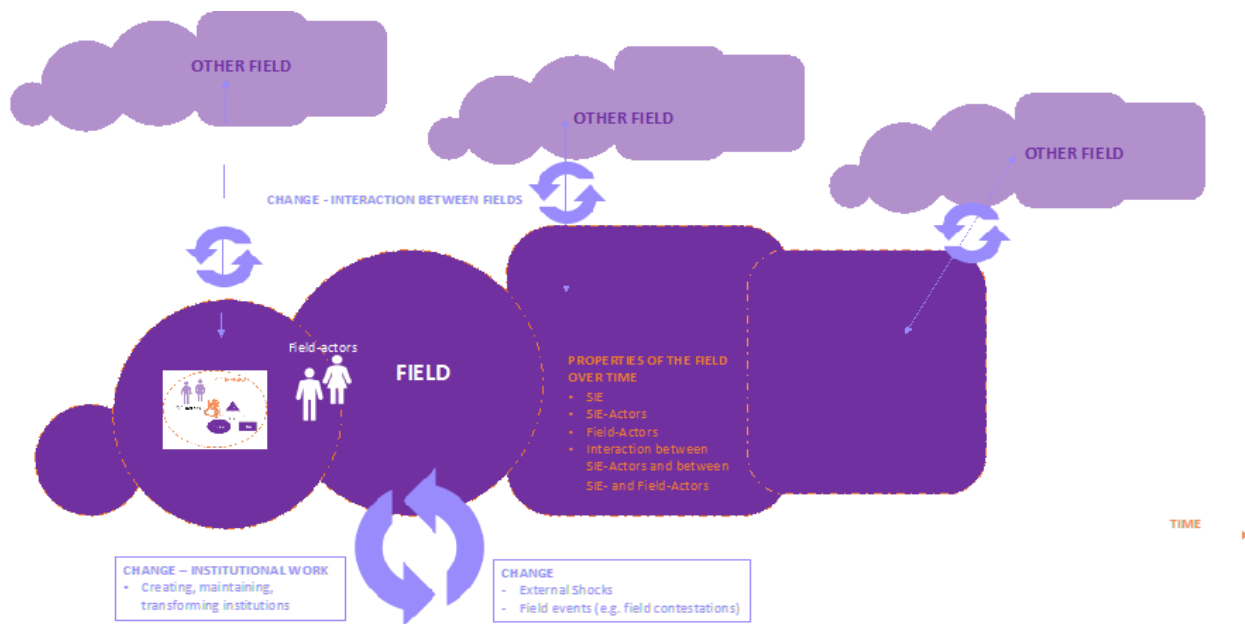 OTHER FIELD
OTHER FIELD
OTHER FIELD
CHANGE - INTERACTION BETWEEN FIELDS
Field-actors
FIELD
PROPERTIES OF THE FIELD
OVER TIME
• SIE
• SIE-Actors
• Field-Actors
• Interaction between
SIE-Actors and between
SIE- and Field-Actors
TIME
CHANGE – INSTITUTIONAL WORK
• Creating, maintaining,
transforming institutions
CHANGE
- External Shocks
- Field events (e.g. field contestations)